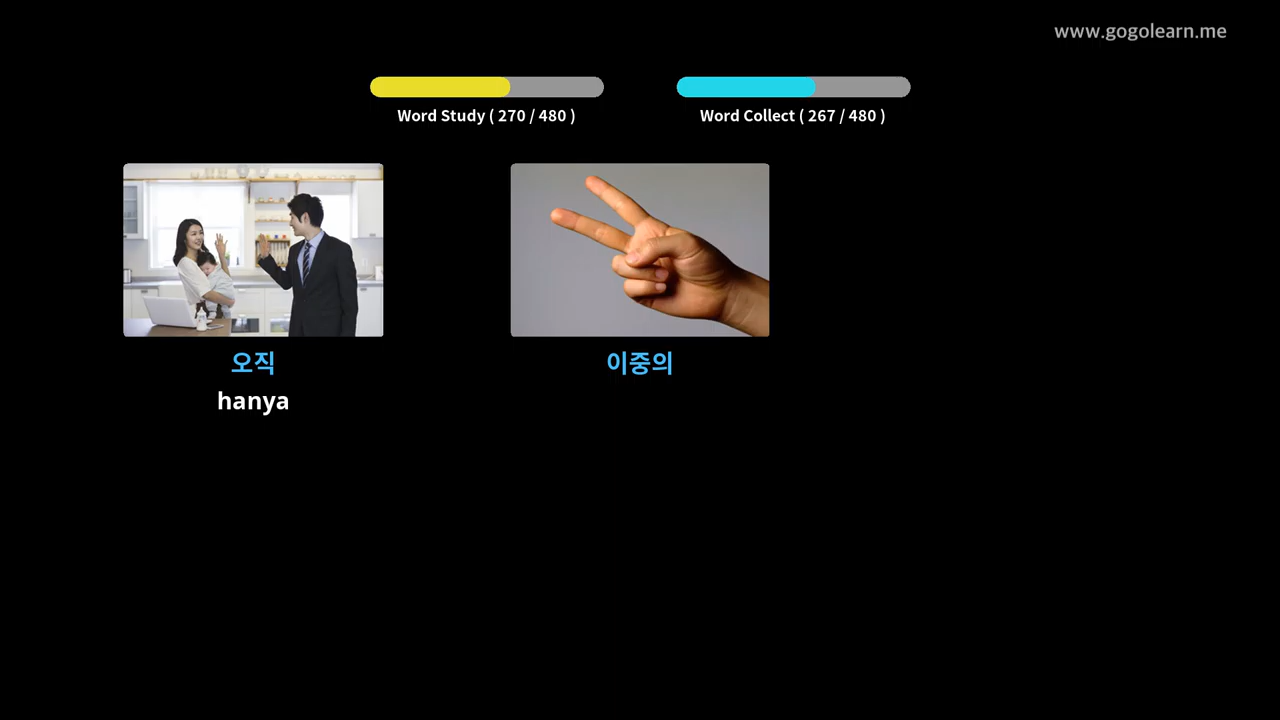 www.gogolearn.me
Word Study ( 270 / 480 )
Word Collect ( 267 / 480 )
오직
hanya
이중의